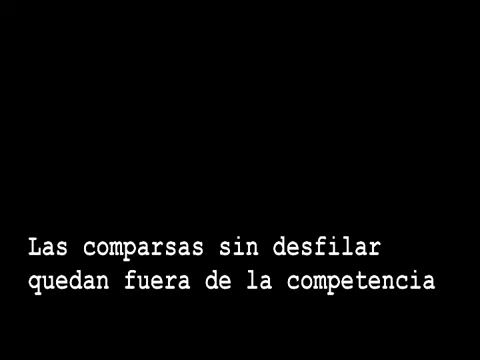 Las comparsas sin desfilar
quedan fuera de la competencia